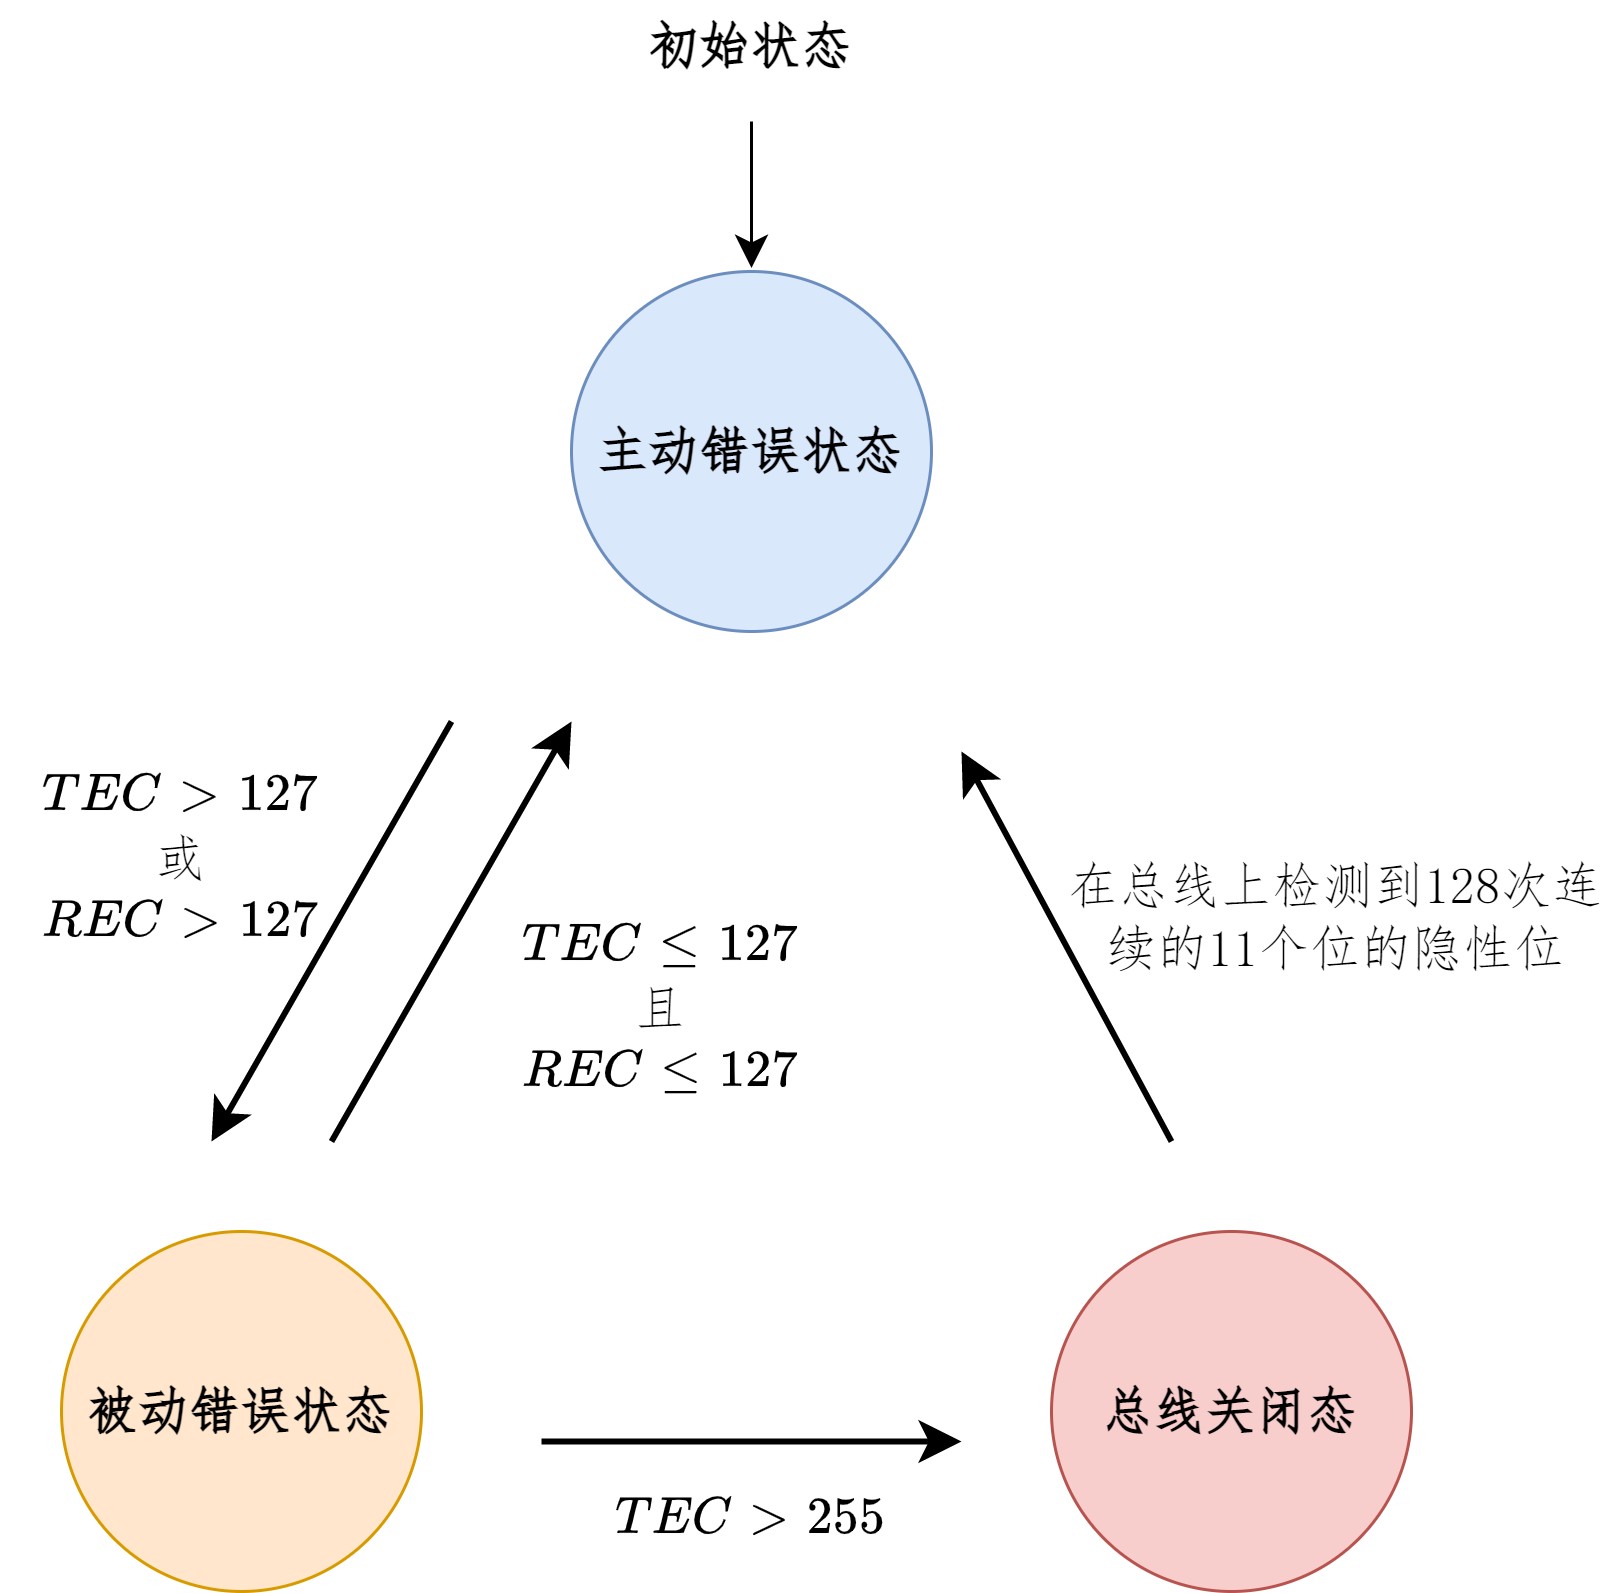 初始状态
主动错误状态
TEC > 127
或
REC > 127
TEC ≤ 127
且
REC ≤ 127
在总线上检测到128次连
续的11个位的隐性位
被动错误状态
总线关闭态
TEC > 255